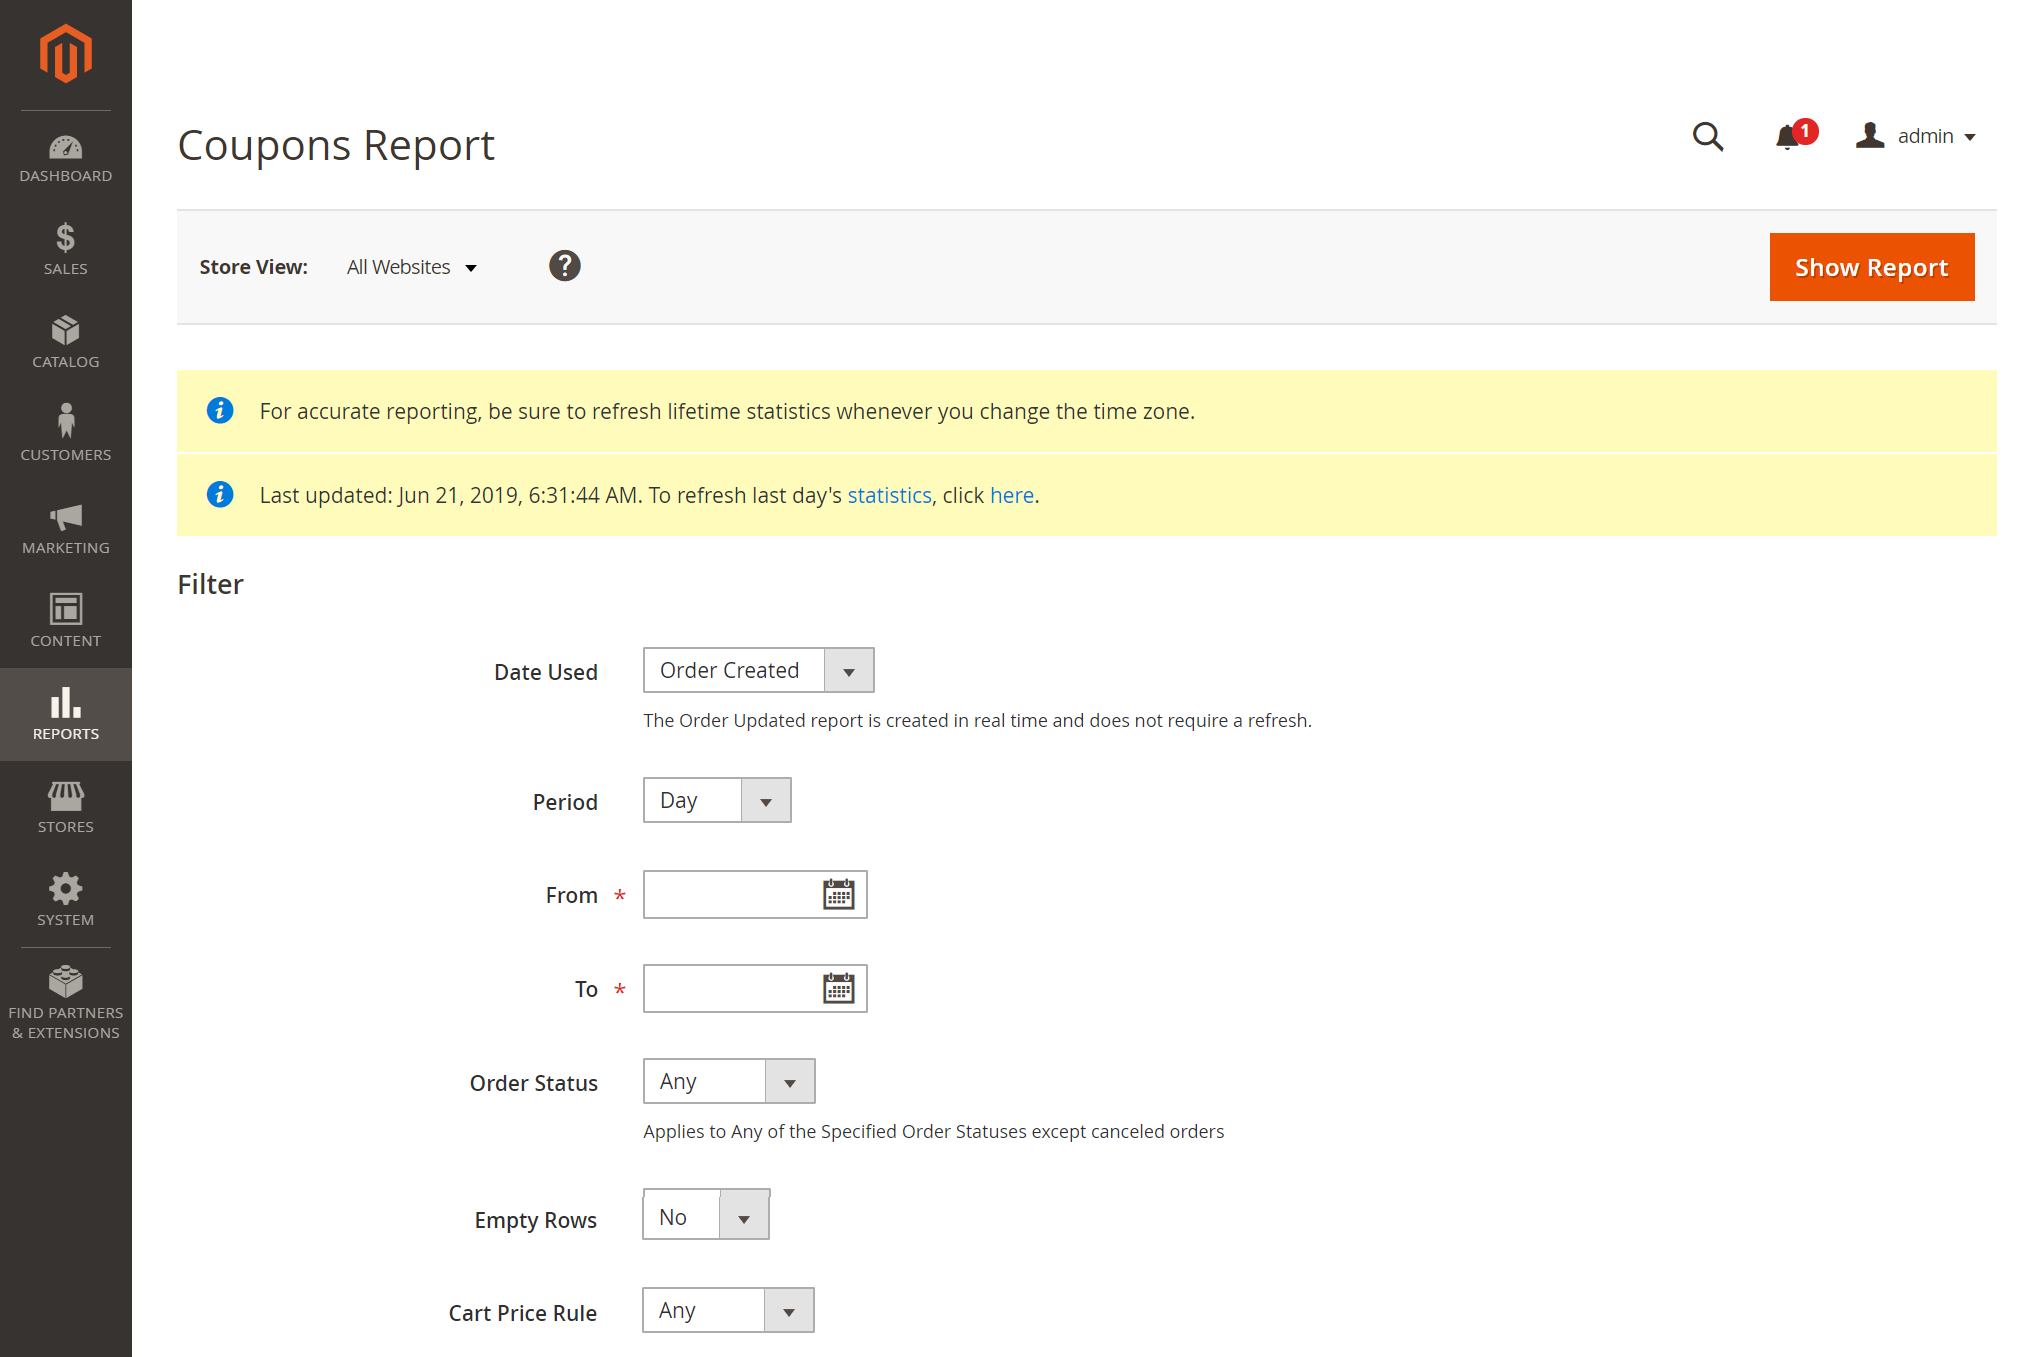 DASHBOARD
SALES
CATALOG
CUSTOMERS
MARKETING
CONTENT
REPORTS
STORES
SYSTEM
FIND PARTNERS
& EXTENSIONS
Coupons Report
1
admin
Store View: All Websites ?
Show Report
For accurate reporting, be sure to refresh lifetime statistics whenever you change the time zone.
Last updated: Jun 21, 2019, 6:31:44 AM. To refresh last day's statistics, click here.
Filter
Date Used Order Created
The Order Updated report is created in real time and does not require a refresh.
Period Day
From *
To *
Order Status Any
Applies to Any of the Specified Order Statuses except canceled orders
Empty Rows No
Cart Price Rule Any